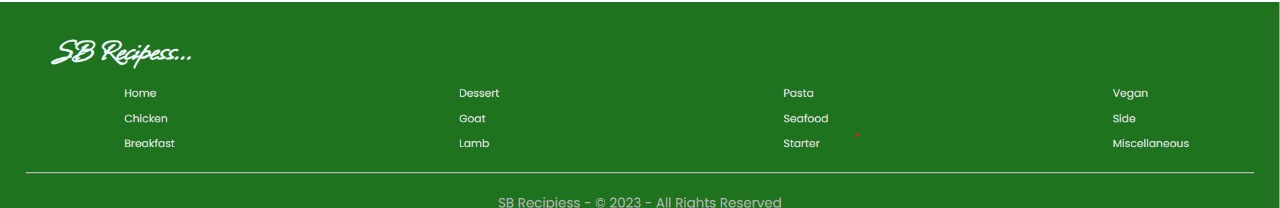 SB Recipess...
Home Dessert Pasta Vegan
Chicken Goat Seafood Side
Breakfast Lamb Starter Miscellaneous
SB Recipiess - © 2023 - All Rights Reserved